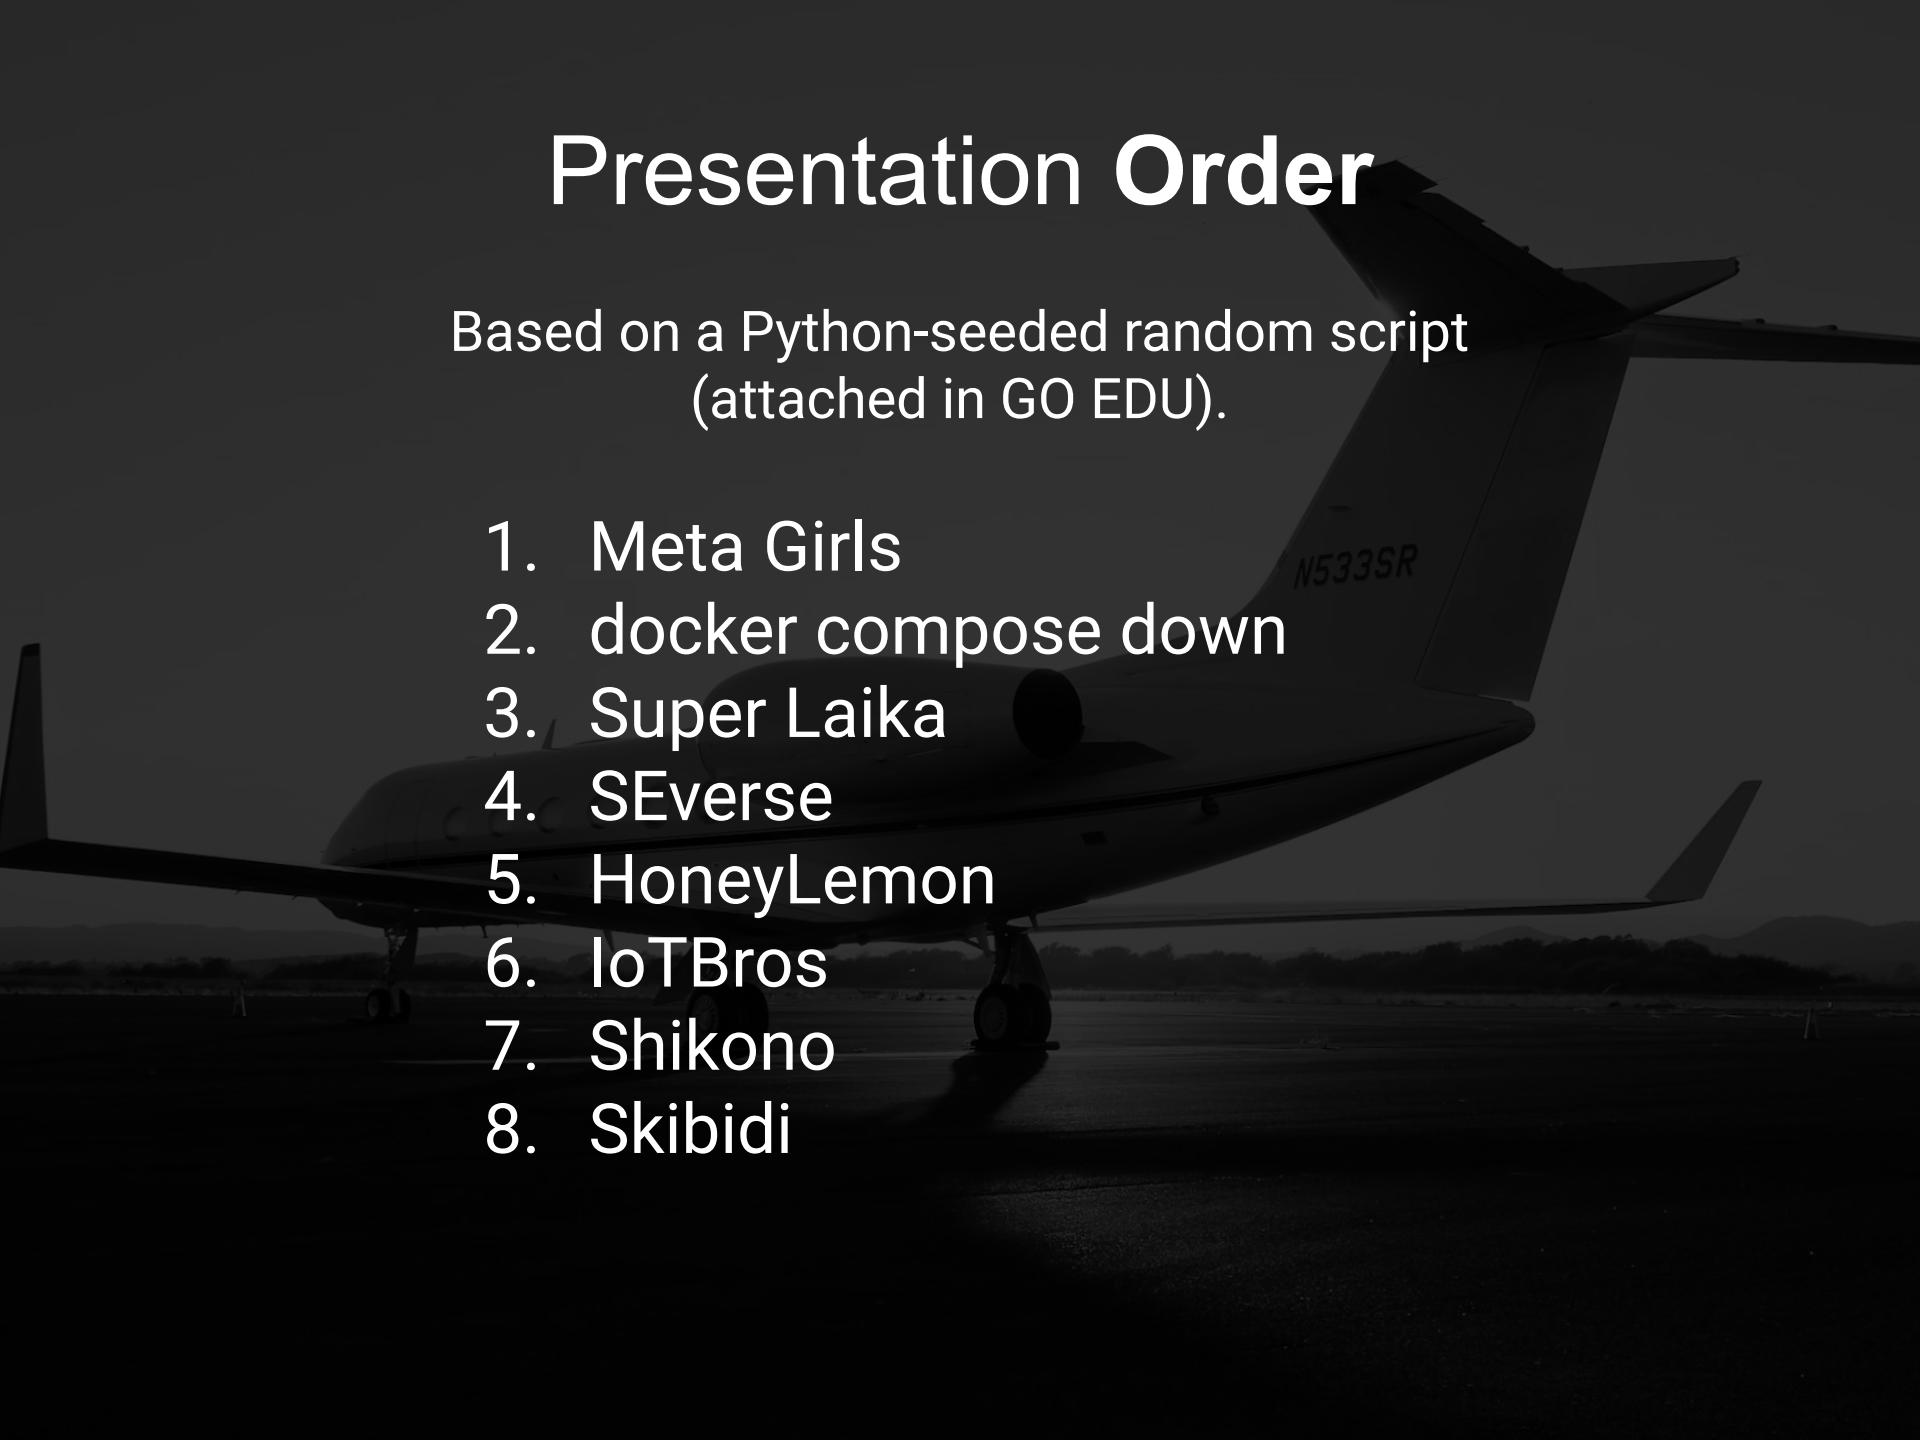 Presentation Order
Based on a Python-seeded random script
(attached in GO EDU).
1. Meta Girls
2. docker compose down
3. Super Laika
4. SEverse
5. HoneyLemon
6. IoTBros
7. Shikono
8. Skibidi
N533SR